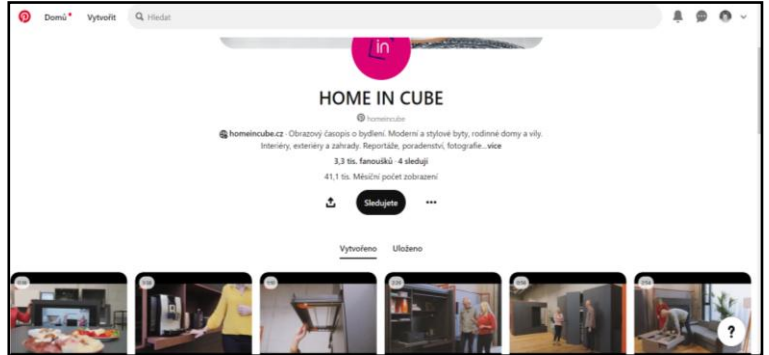 Domů Vytvořit Hledat
in
HOME IN CUBE
homeincube
homeincube.cz · Obrazový časopis o bydlení. Moderní a stylové byty, rodinné domy a vily.
Interiéry, exteriéry a zahrady. Reportáže, poradenství, fotografie...více
3,3 tis. fanoušků · 4 sledují
41,1 tis. Měsíční počet zobrazení
Sledujete
Vytvořeno Uloženo
?